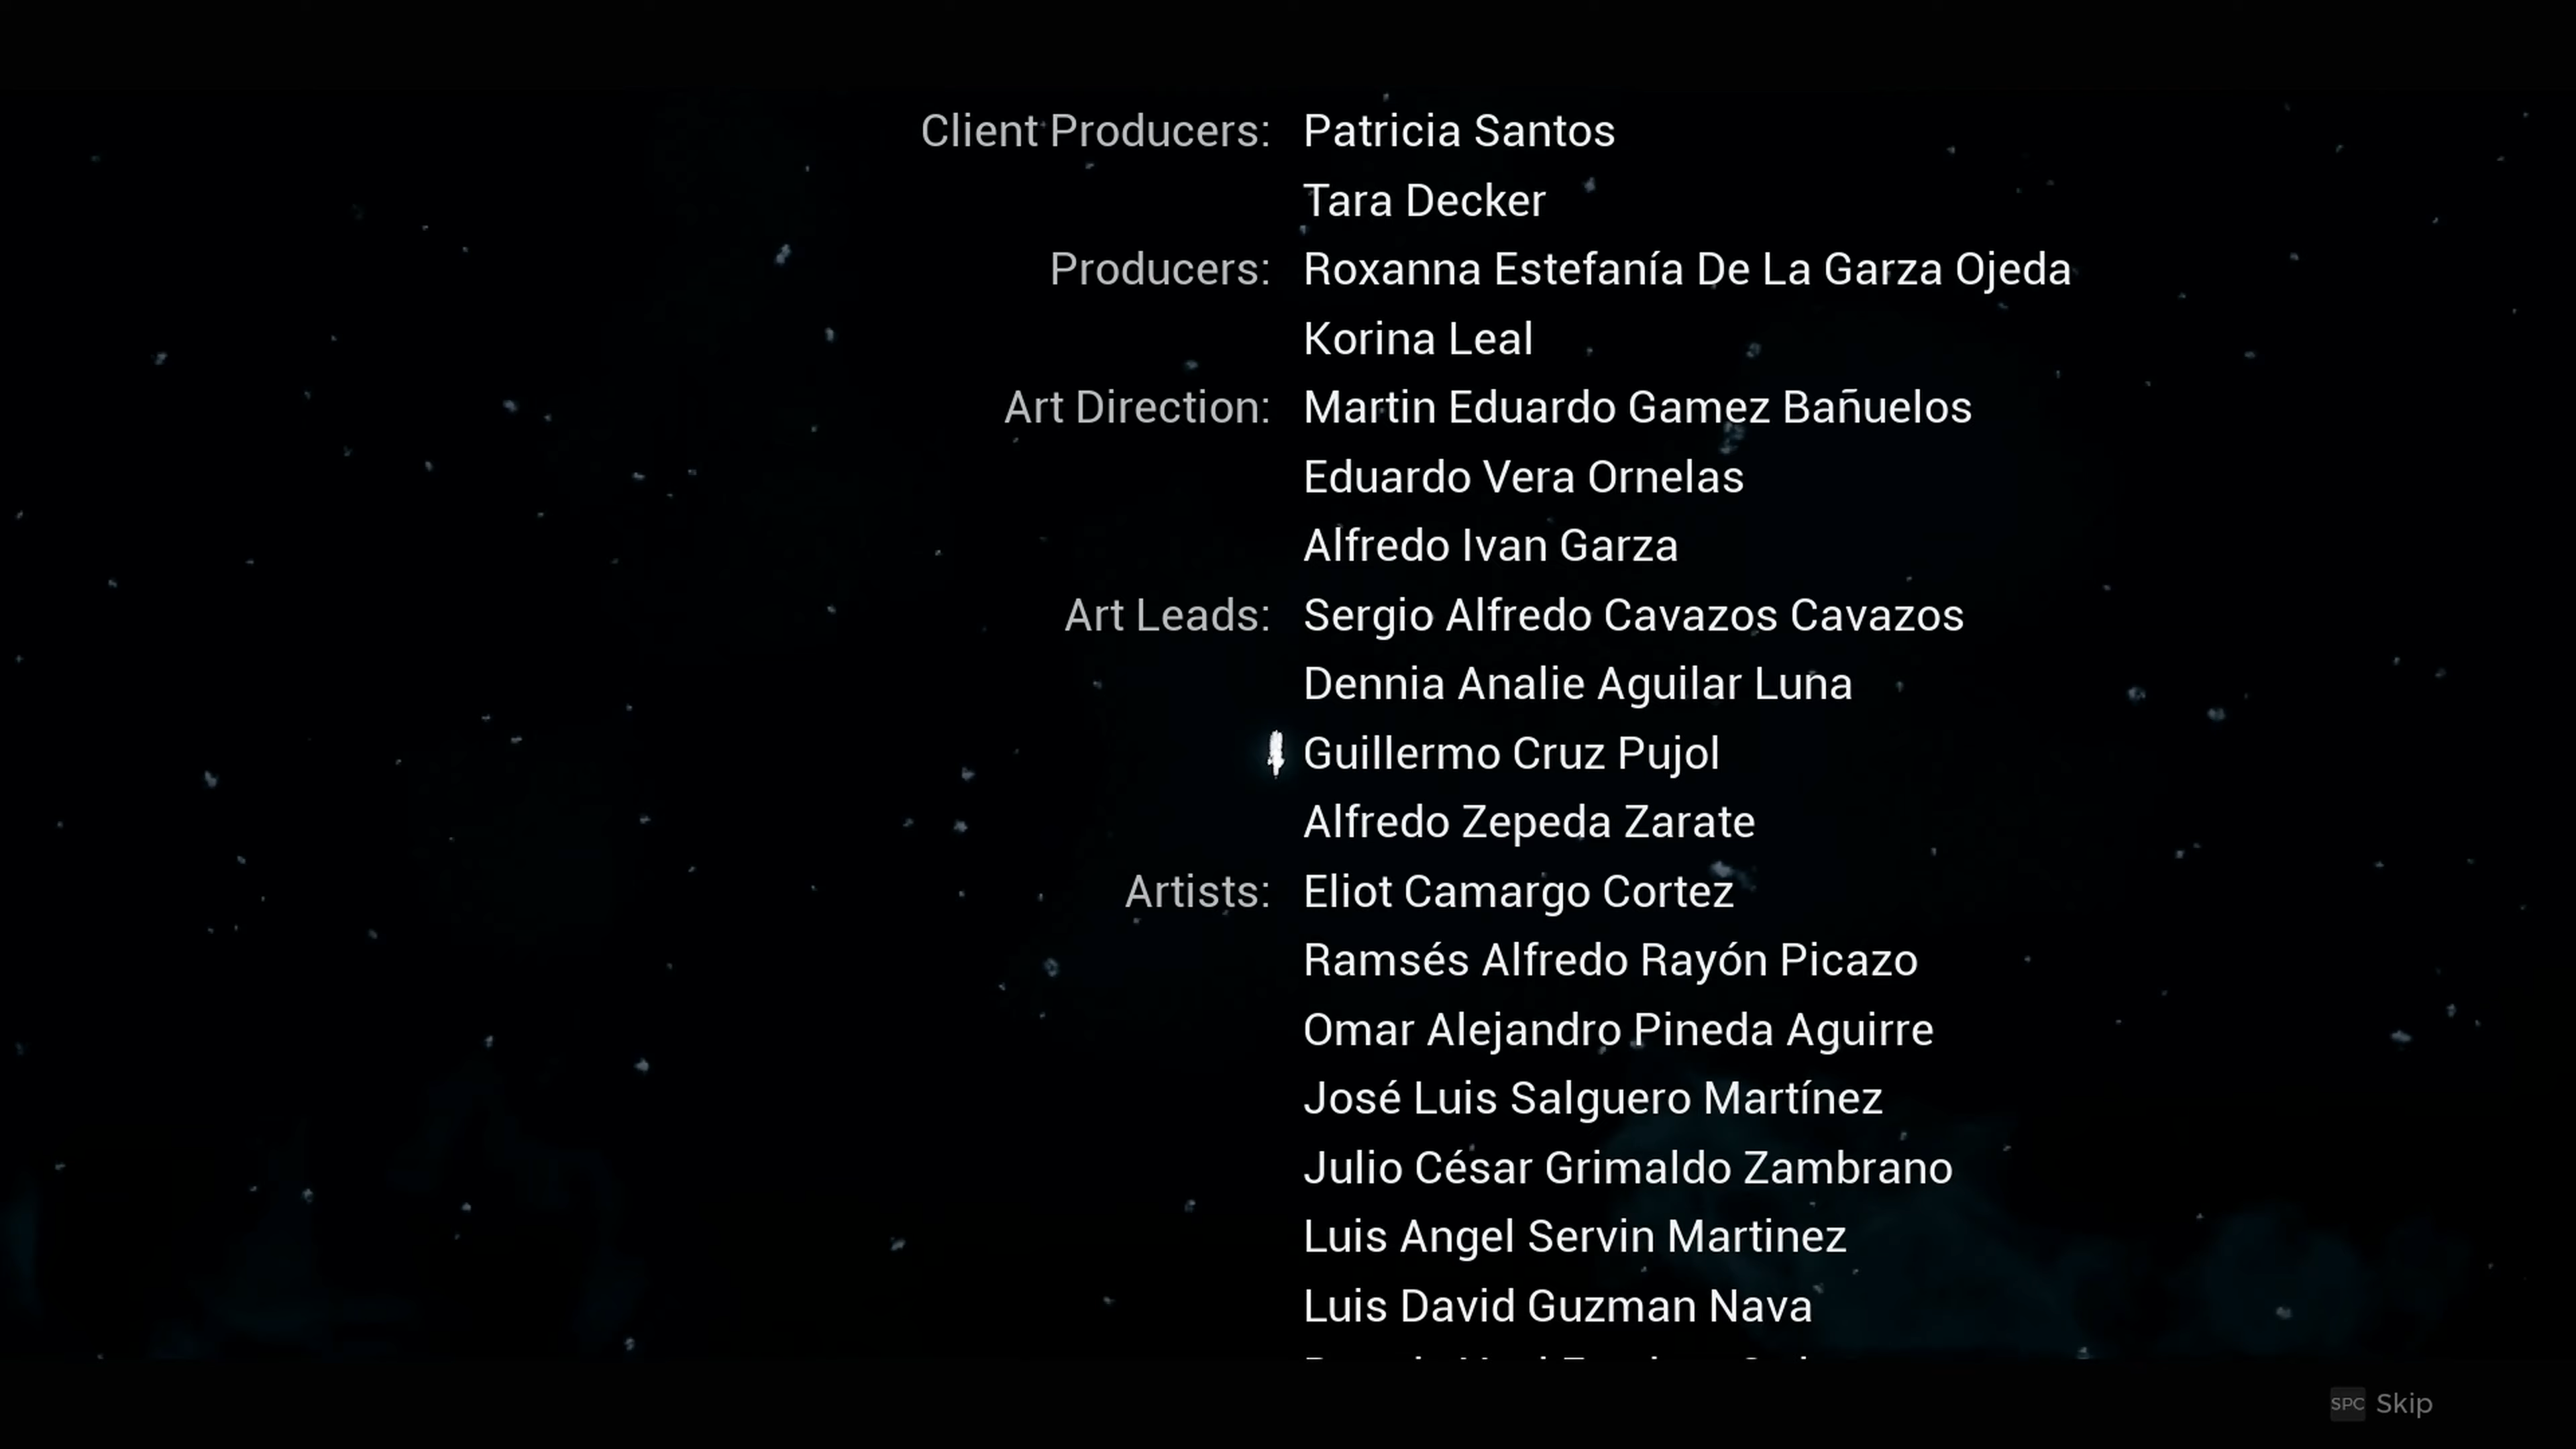 Client Producers: Patricia Santos
Tara Decker
Producers: Roxanna Estefanía De La Garza Ojeda
Korina Leal
Art Direction: Martin Eduardo Gamez Bañuelos
Eduardo Vera Ornelas
Alfredo Ivan Garza
Art Leads: Sergio Alfredo Cavazos Cavazos
Dennia Analie Aguilar Luna
Guillermo Cruz Pujol
Alfredo Zepeda Zarate
Artists: Eliot Camargo Cortez
Ramsés Alfredo Rayón Picazo
Omar Alejandro Pineda Aguirre
José Luis Salguero Martínez
Julio César Grimaldo Zambrano
Luis Angel Servin Martinez
Luis David Guzman Nava
SPC Skip